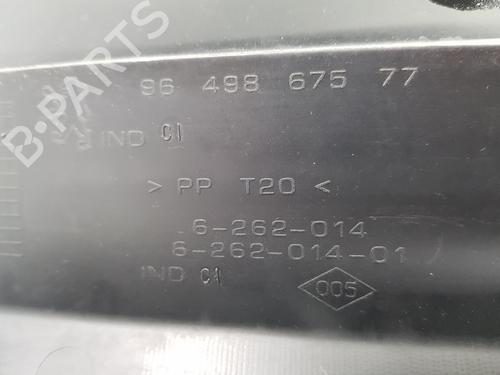 96 498 675 77
IND C1
> PP T20 <
6-262-014
6-262-014-01
IND C1
005
B-PARTS